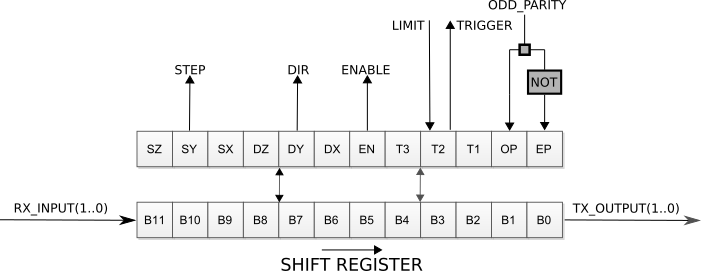 ODD_PARITY
LIMIT TRIGGER
STEP DIR ENABLE
NOT
SZ SY SX DZ DY DX EN T3 T2 T1 OP EP
RX_INPUT(1..0) TX_OUTPUT(1..0)
B11 B10 B9 B8 B7 B6 B5 B4 B3 B2 B1 B0
SHIFT REGISTER